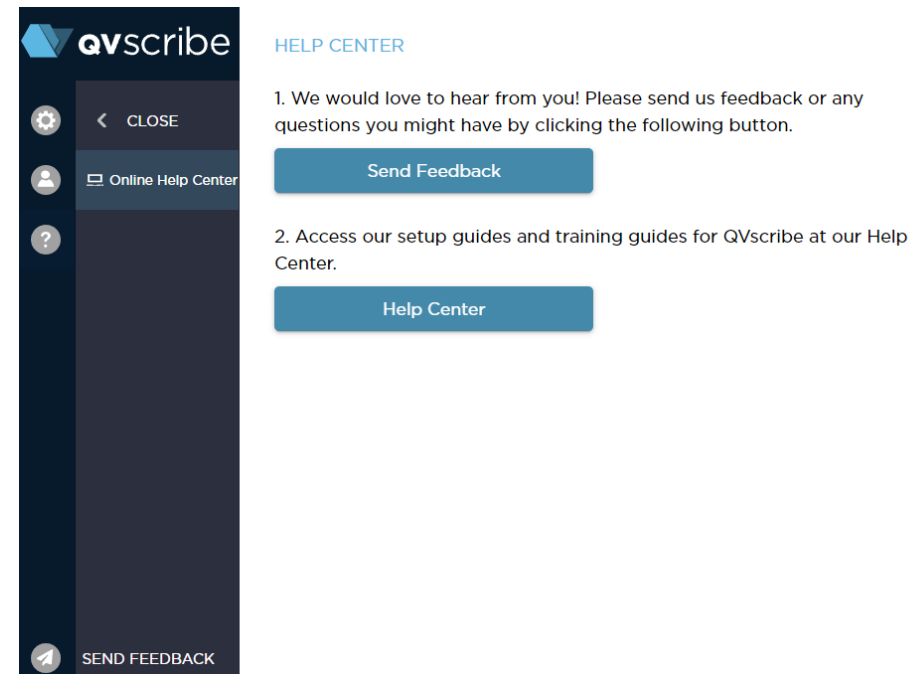 QVscribe
CLOSE
Online Help Center
SEND FEEDBACK
HELP CENTER
1. We would love to hear from you! Please send us feedback or any
questions you might have by clicking the following button.
Send Feedback
2. Access our setup guides and training guides for QVscribe at our Help
Center.
Help Center